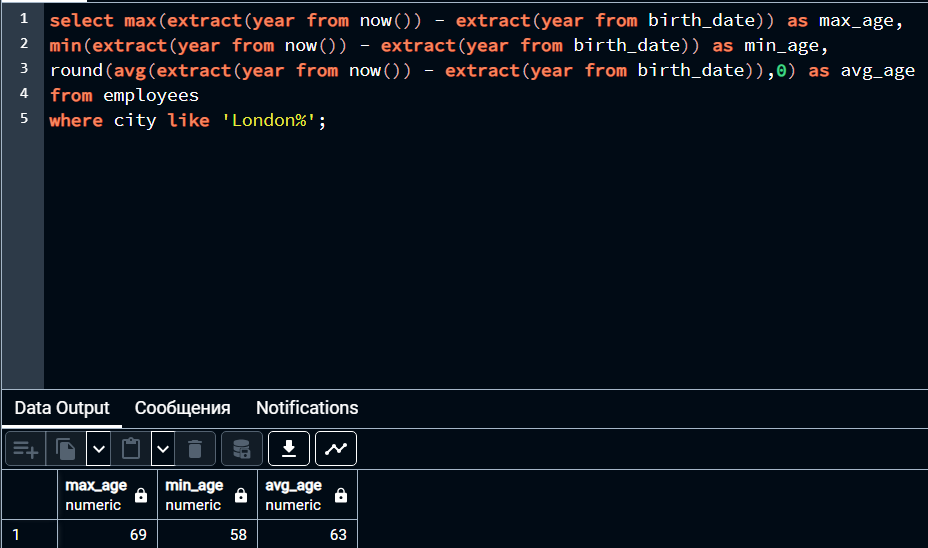 1 select max(extract(year from now()) - extract(year from birth_date)) as max_age,
2 min(extract(year from now()) - extract(year from birth_date)) as min_age,
3 round(avg(extract(year from now()) - extract(year from birth_date)),0) as avg_age
4 from employees
5 where city like 'London%';
Data Output Сообщения Notifications
max_age min_age avg_age
numeric numeric numeric
1 69 58 63